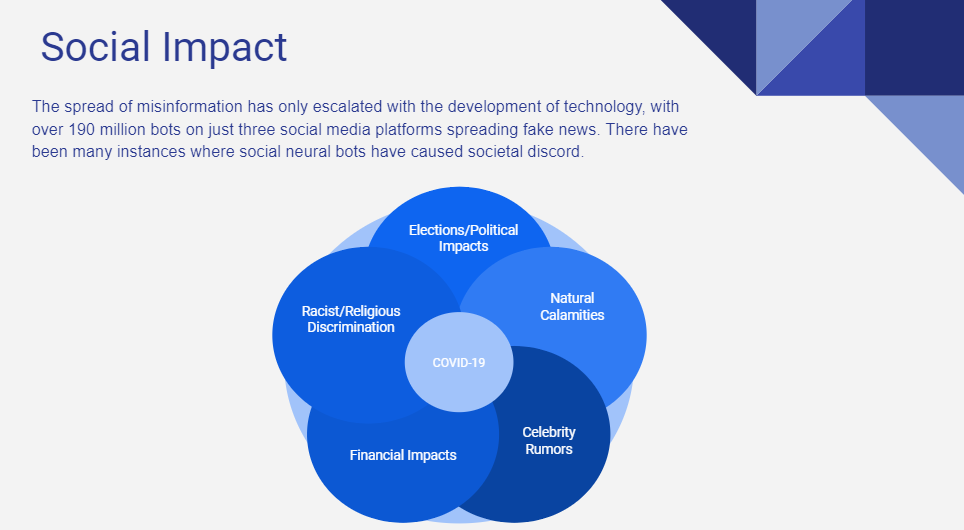 Social Impact
The spread of misinformation has only escalated with the development of technology, with
over 190 million bots on just three social media platforms spreading fake news. There have
been many instances where social neural bots have caused societal discord.
Elections/Political
Impacts
Racist/Religious
Discrimination
Natural
Calamities
COVID-19
Financial Impacts
Celebrity
Rumors